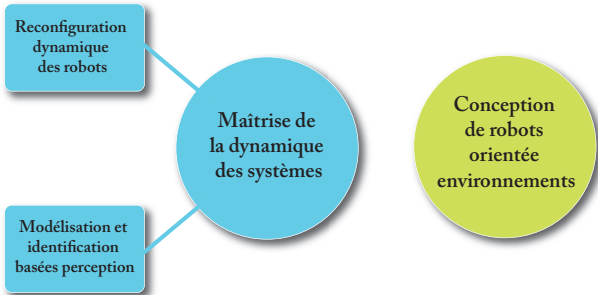 Reconfiguration
dynamique
des robots
Maîtrise de
la dynamique
des systèmes
Conception
de robots
orientée
environnements
Modélisation et
identification
basées perception